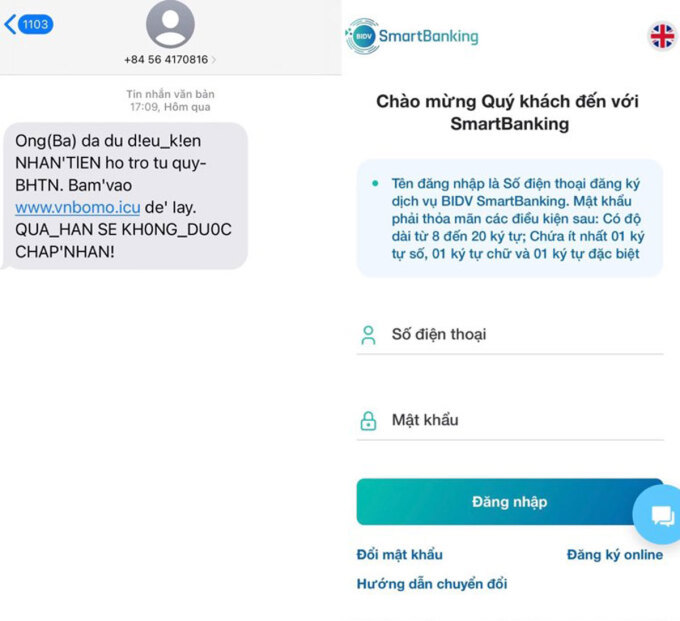 1103
+84 56 4170816
Tin nhắn văn bản
17:09, Hôm qua
Ong(Ba) da du d!eu_k!en
NHAN'TIEN ho tro tu quy-
BHTN. Bam'vao
www.vnbomo.icu de' lay.
QUA_HAN SE KH0NG_DU0C
CHAP'NHAN!
BIDV SmartBanking
Chào mừng Quý khách đến với
SmartBanking
• Tên đăng nhập là Số điện thoại đăng ký
dịch vụ BIDV SmartBanking. Mật khẩu
phải thỏa mãn các điều kiện sau: Có độ
dài từ 8 đến 20 ký tự; Chứa ít nhất 01 ký
tự số, 01 ký tự chữ và 01 ký tự đặc biệt
Số điện thoại
Mật khẩu
Đăng nhập
Đổi mật khẩu
Đăng ký online
Hướng dẫn chuyển đổi